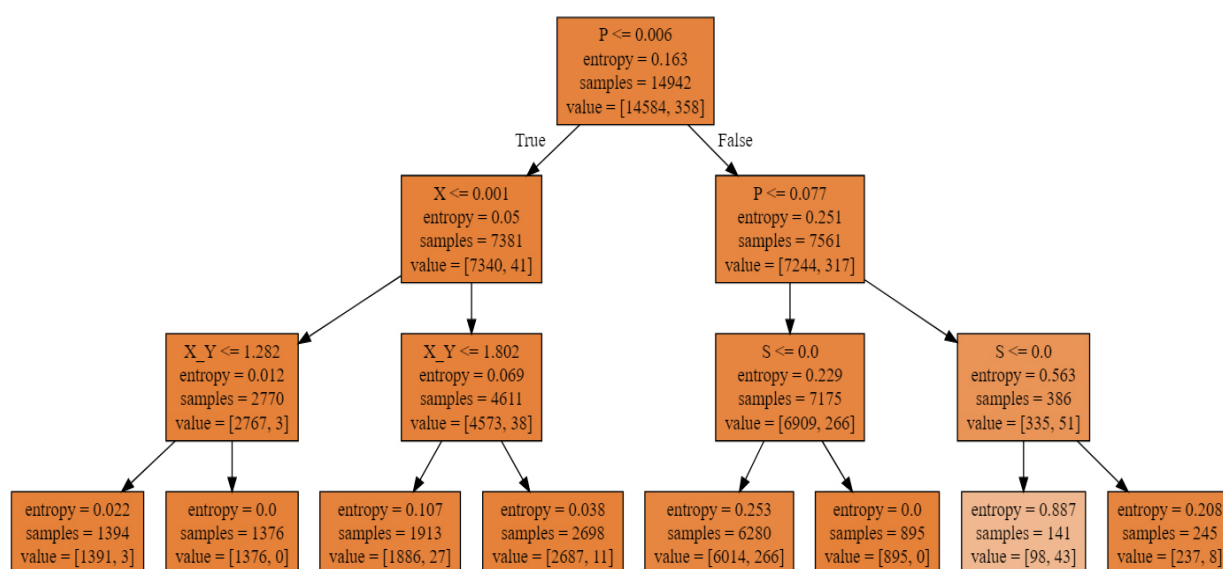 P <= 0.006
entropy = 0.163
samples = 14942
value = [14584, 358]
True
False
X <= 0.001
entropy = 0.05
samples = 7381
value = [7340, 41]
P <= 0.077
entropy = 0.251
samples = 7561
value = [7244, 317]
X_Y <= 1.282
entropy = 0.012
samples = 2770
value = [2767, 3]
X_Y <= 1.802
entropy = 0.069
samples = 4611
value = [4573, 38]
S <= 0.0
entropy = 0.229
samples = 7175
value = [6909, 266]
S <= 0.0
entropy = 0.563
samples = 386
value = [335, 51]
entropy = 0.022
samples = 1394
value = [1391, 3]
entropy = 0.0
samples = 1376
value = [1376, 0]
entropy = 0.107
samples = 1913
value = [1886, 27]
entropy = 0.038
samples = 2698
value = [2687, 11]
entropy = 0.253
samples = 6280
value = [6014, 266]
entropy = 0.0
samples = 895
value = [895, 0]
entropy = 0.887
samples = 141
value = [98, 43]
entropy = 0.208
samples = 245
value = [237, 8]